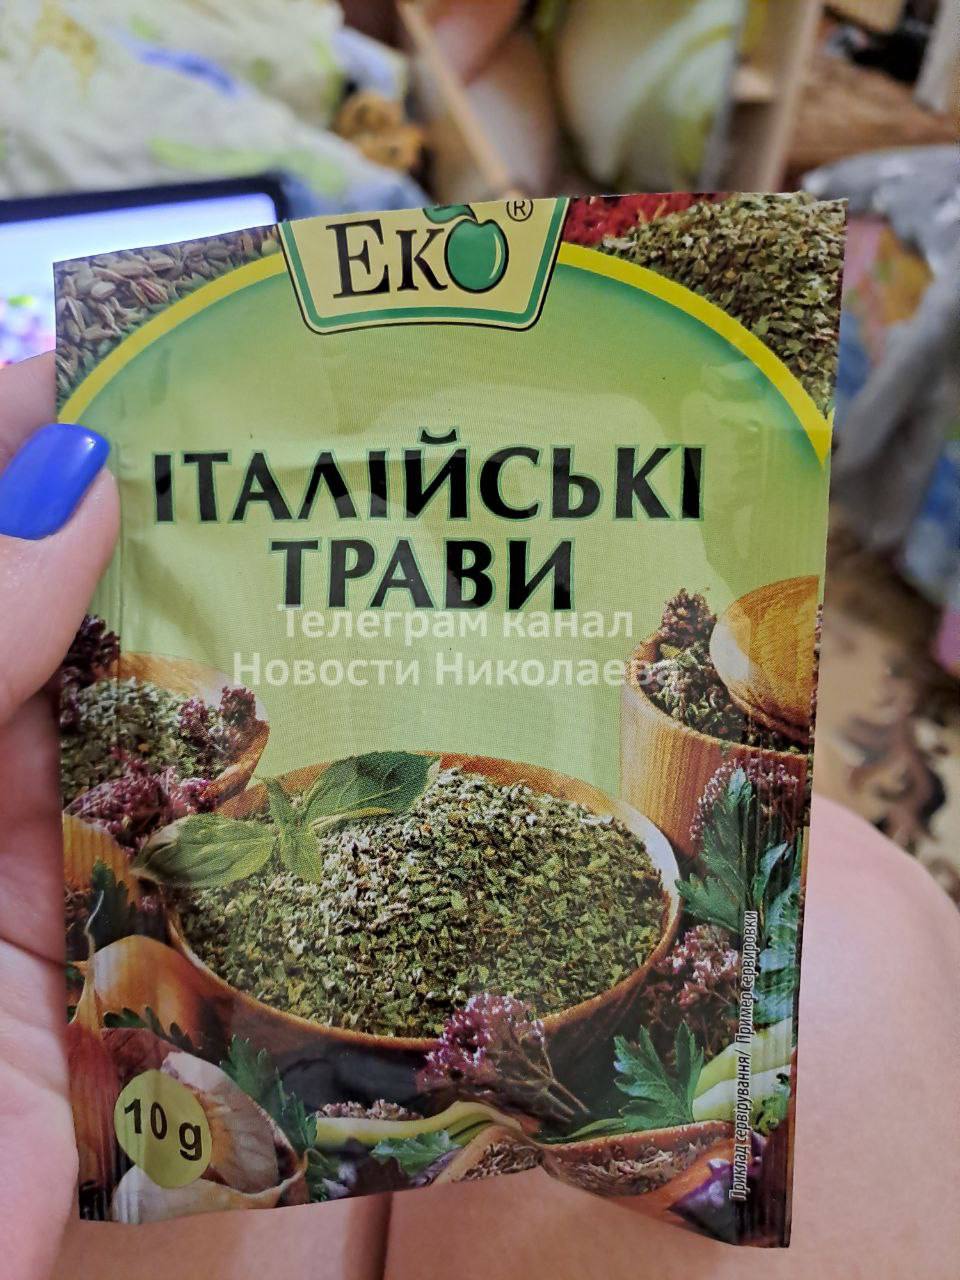 Еко®
ІТАЛІЙСЬКІ
ТРАВИ
Телеграм канал
Новости Николаева
10 g
Приклад сервірування/ Пример сервировки